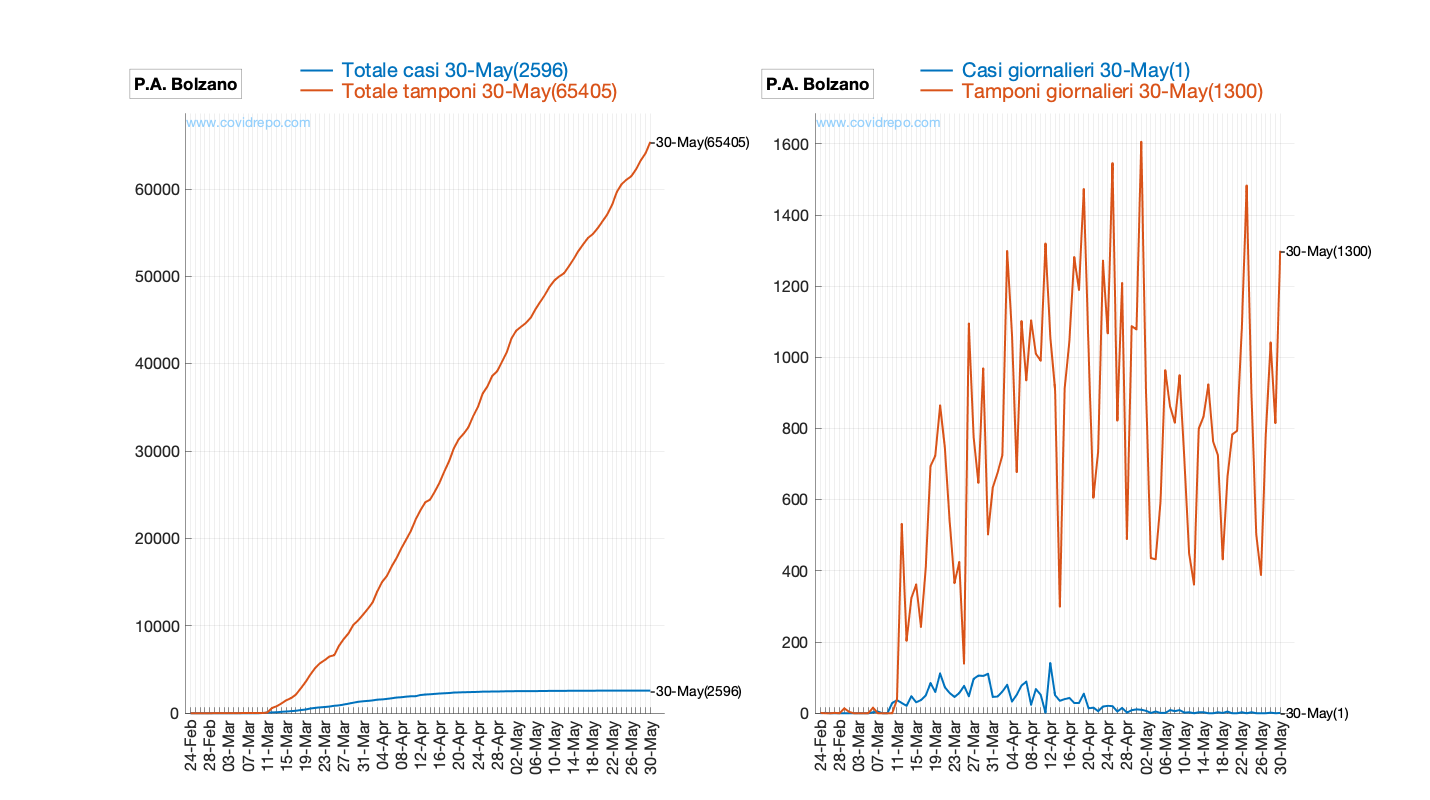 P.A. Bolzano
Totale casi 30-May(2596)
Totale tamponi 30-May(65405)
www.covidrepo.com
30-May(65405)
60000
50000
40000
30000
20000
10000
0
30-May(2596)
24-Feb
28-Feb
03-Mar
07-Mar
11-Mar
15-Mar
19-Mar
23-Mar
27-Mar
31-Mar
04-Apr
08-Apr
12-Apr
16-Apr
20-Apr
24-Apr
28-Apr
02-May
06-May
10-May
14-May
18-May
22-May
26-May
30-May
P.A. Bolzano
Casi giornalieri 30-May(1)
Tamponi giornalieri 30-May(1300)
www.covidrepo.com
1600
1400
30-May(1300)
1200
1000
800
600
400
200
0
30-May(1)
24-Feb
28-Feb
03-Mar
07-Mar
11-Mar
15-Mar
19-Mar
23-Mar
27-Mar
31-Mar
04-Apr
08-Apr
12-Apr
16-Apr
20-Apr
24-Apr
28-Apr
02-May
06-May
10-May
14-May
18-May
22-May
26-May
30-May